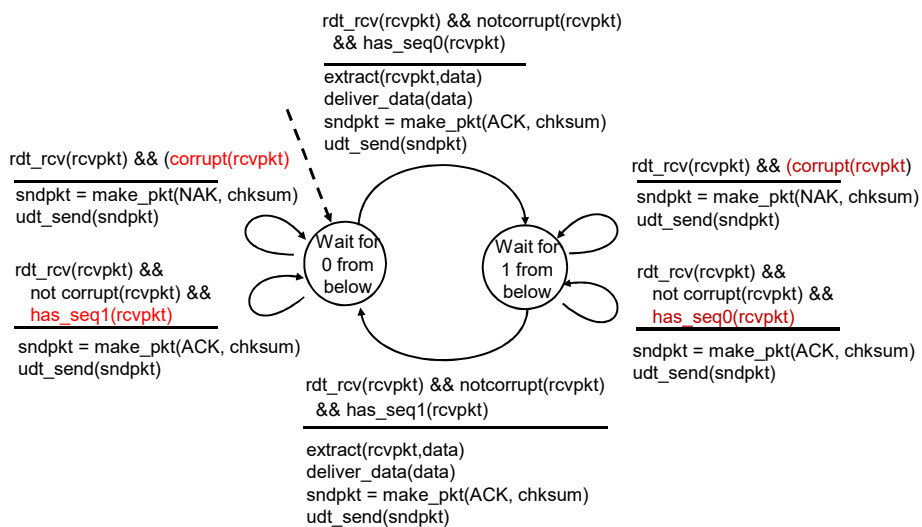 rdt_rcv(rcvpkt) && notcorrupt(rcvpkt)
&& has_seq0(rcvpkt)
extract(rcvpkt,data)
deliver_data(data)
sndpkt = make_pkt(ACK, chksum)
udt_send(sndpkt)
rdt_rcv(rcvpkt) && (corrupt(rcvpkt)
sndpkt = make_pkt(NAK, chksum)
udt_send(sndpkt)
rdt_rcv(rcvpkt) &&
not corrupt(rcvpkt) &&
has_seq1(rcvpkt)
sndpkt = make_pkt(ACK, chksum)
udt_send(sndpkt)
Wait for
0 from
below
Wait for
1 from
below
rdt_rcv(rcvpkt) && (corrupt(rcvpkt)
sndpkt = make_pkt(NAK, chksum)
udt_send(sndpkt)
rdt_rcv(rcvpkt) &&
not corrupt(rcvpkt) &&
has_seq0(rcvpkt)
sndpkt = make_pkt(ACK, chksum)
udt_send(sndpkt)
rdt_rcv(rcvpkt) && notcorrupt(rcvpkt)
&& has_seq1(rcvpkt)
extract(rcvpkt,data)
deliver_data(data)
sndpkt = make_pkt(ACK, chksum)
udt_send(sndpkt)